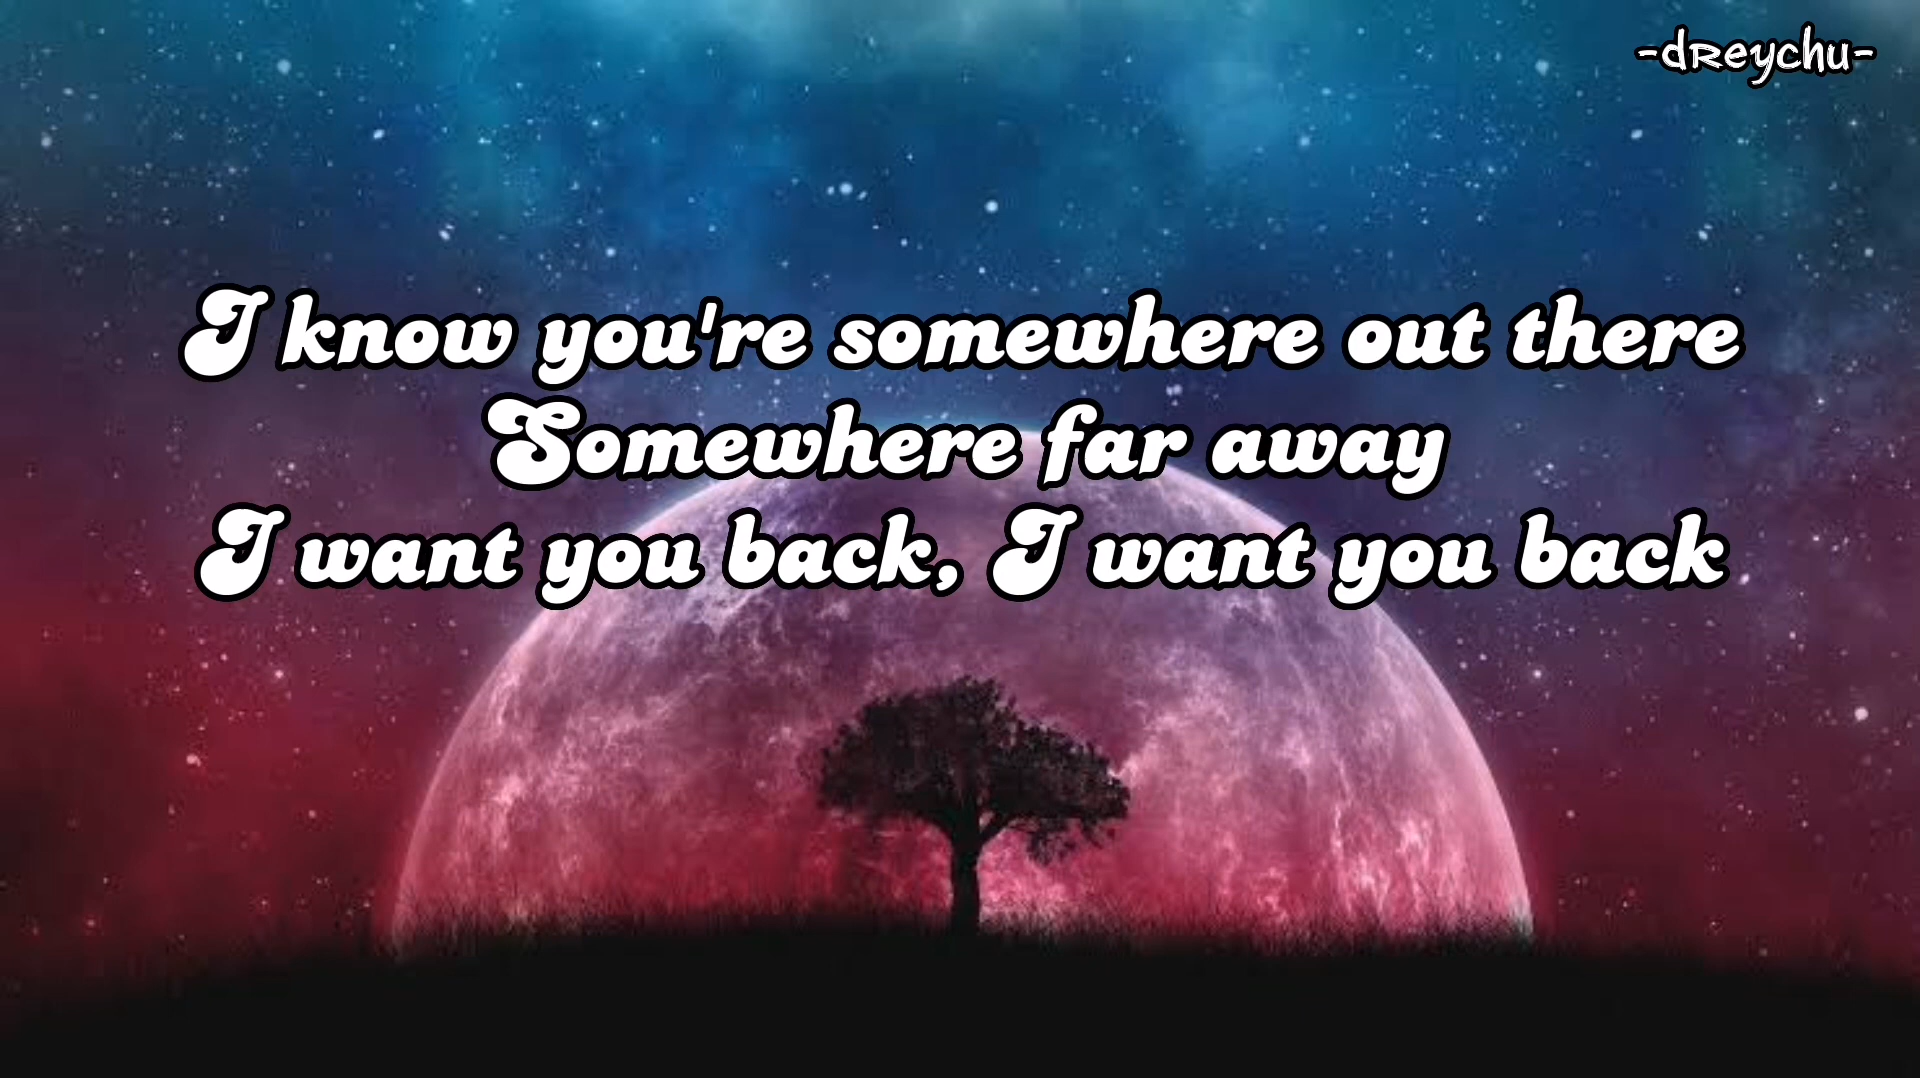 -dreychu-
I know you're somewhere out there
Somewhere far away
I want you back, I want you back